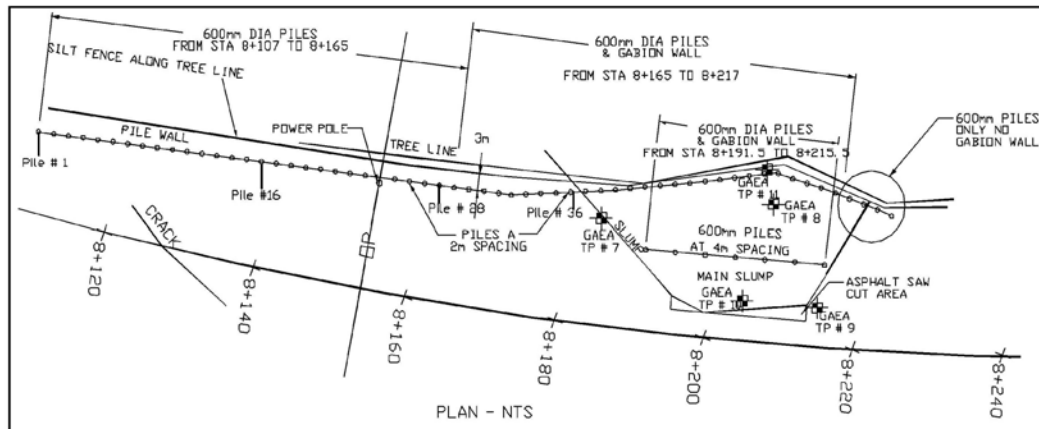 600mm DIA PILES
FROM STA 8+107 TO 8+165
SILT FENCE ALONG TREE LINE
600mm DIA PILES
& GABION WALL
FROM STA 8+165 TO 8+217
600mm PILES
ONLY NO
GABION WALL
600mm DIA PILES
& GABION WALL
FROM STA 8+191.5 TO 8+215.5
POWER POLE
TREE LINE
3m
PILE WALL
Pile # 1
Pile #16
Pile # 28
Pile # 36
PILES A
2m SPACING
GAEA
TP # 11
GAEA
TP # 8
GAEA
TP # 7
SLUMP
600mm PILES
AT 4m SPACING
CRACK
MAIN SLUMP
GAEA
TP # 10
ASPHALT SAW
CUT AREA
GAEA
TP # 9
8+120
8+140
8+160
8+180
8+200
8+220
8+240
PLAN - NTS